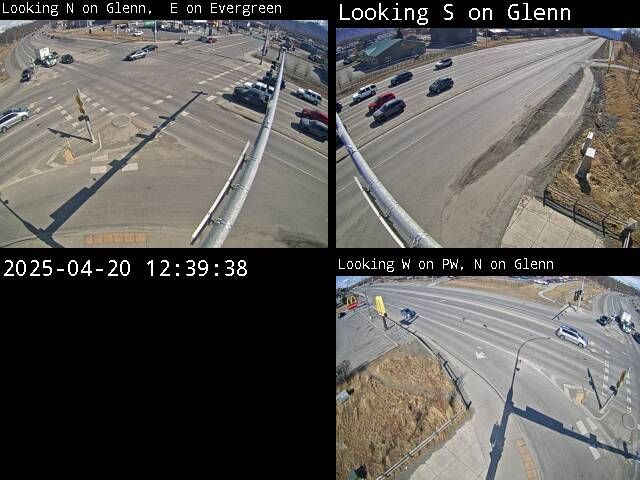 Looking N on Glenn,  E on Evergreen
Looking S on Glenn
2025-04-20 12:39:38
Looking W on PW, N on Glenn